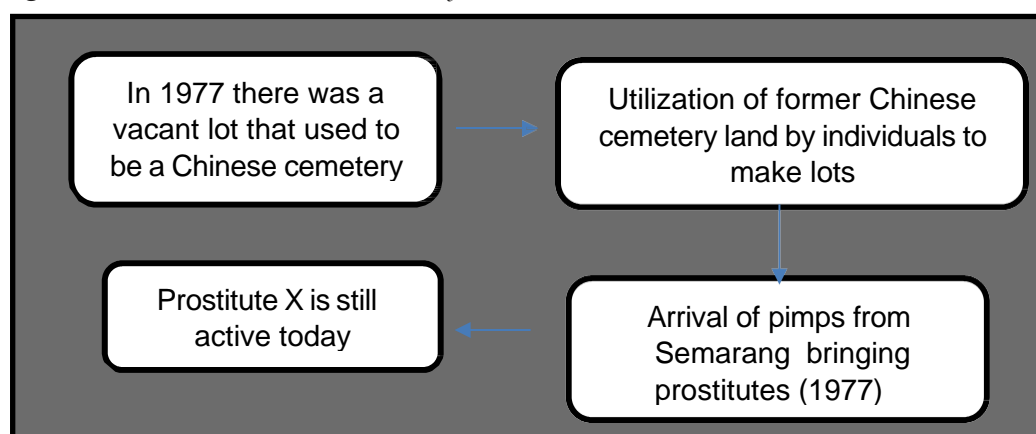 In 1977 there was a
vacant lot that used to
be a Chinese cemetery
Utilization of former Chinese
cemetery land by individuals to
make lots
Arrival of pimps from
Semarang bringing
prostitutes (1977)
Prostitute X is still
active today